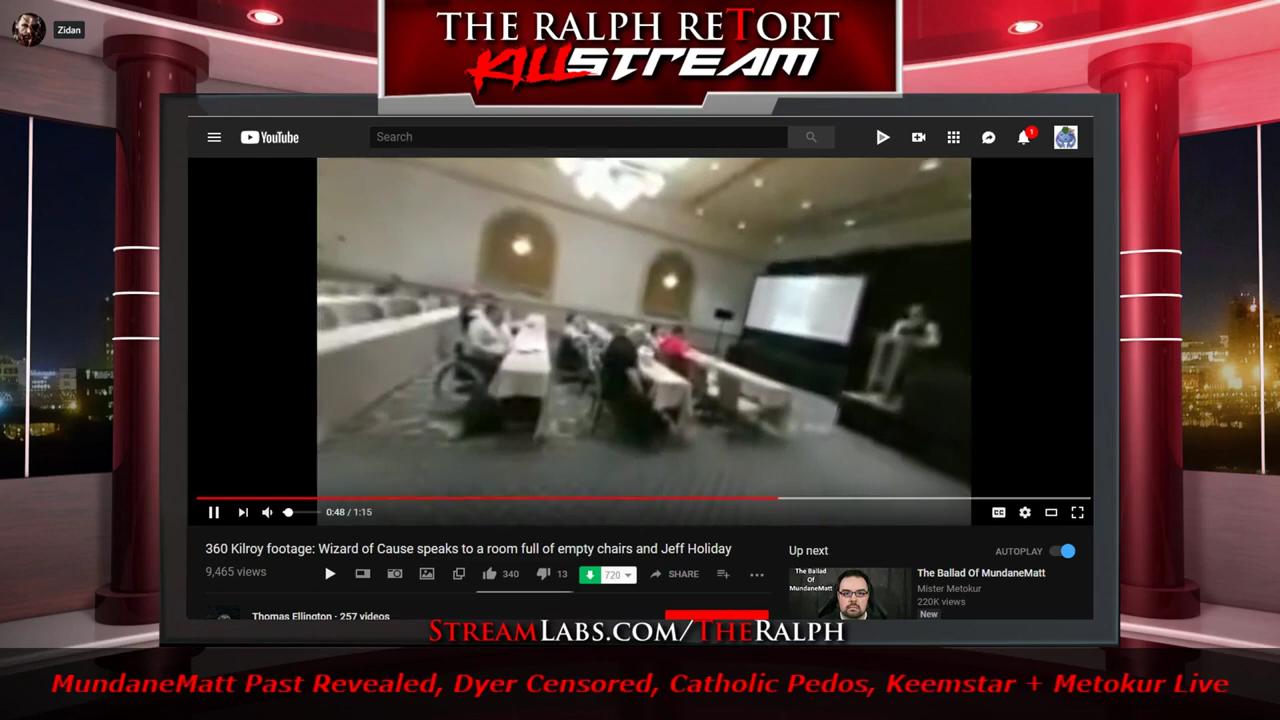 Zidan
THE RALPH RETORT
KILLSTREAM
YouTube
Search
1
0:48 / 1:15
360 Kilroy footage: Wizard of Cause speaks to a room full of empty chairs and Jeff Holiday
9,465 views
340
13
720
SHARE
Thomas Ellington · 257 videos
Up next
AUTOPLAY
The Ballad
Of
MundaneMatt
The Ballad Of MundaneMatt
Mister Metokur
220K views
New
STREAMLABS.COM/THERALPH
MundaneMatt Past Revealed, Dyer Censored, Catholic Pedos, Keemstar + Metokur Live